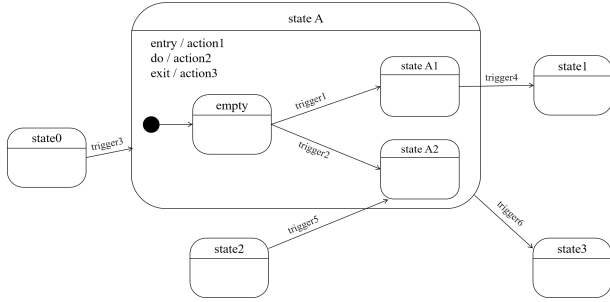 state A
entry / action1
do / action2
exit / action3
state A1
trigger4
state1
trigger1
empty
state0
trigger3
trigger2
state A2
trigger5
trigger6
state2
state3